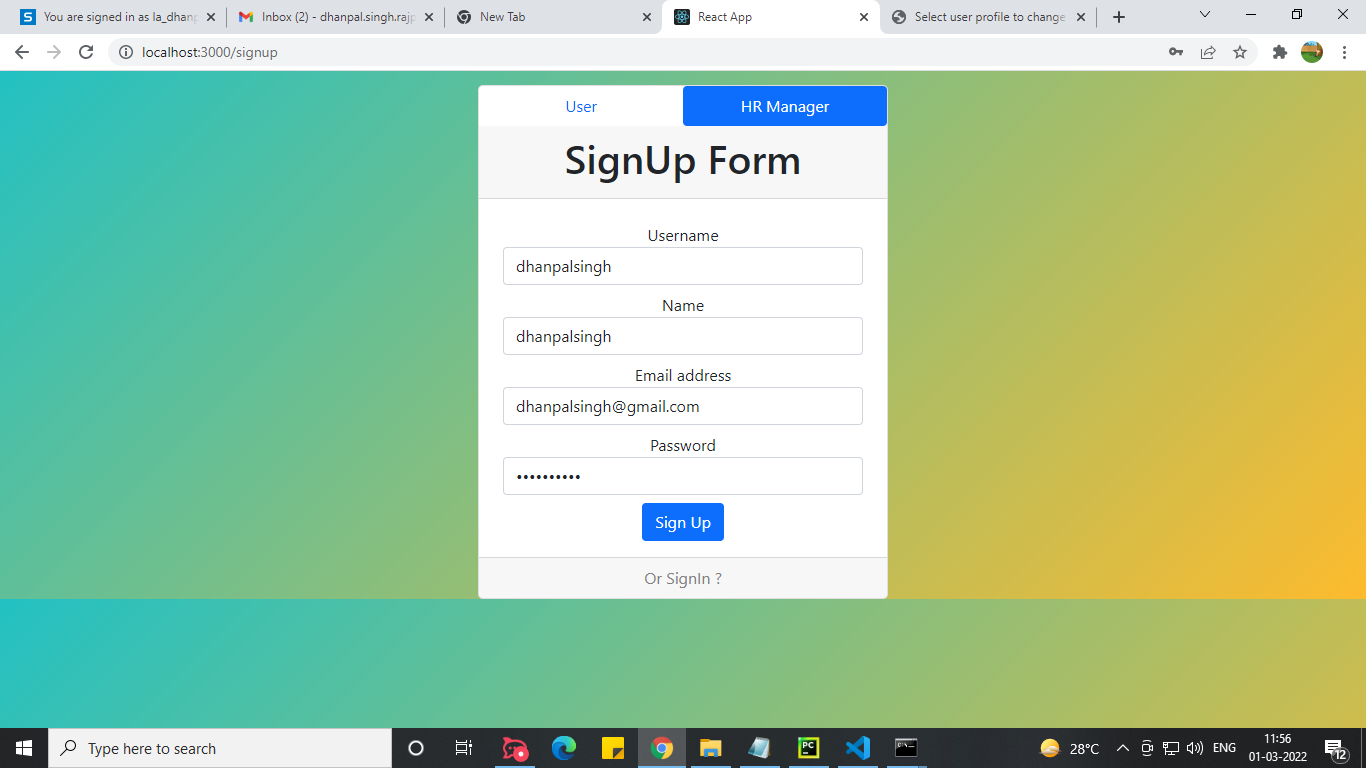 You are signed in as la_dhanp
Inbox (2) - dhanpal.singh.rajp
New Tab
React App
Select user profile to change
localhost:3000/signup
User
HR Manager
SignUp Form
Username
dhanpalsingh
Name
dhanpalsingh
Email address
dhanpalsingh@gmail.com
Password
••••••••••
Sign Up
Or SignIn ?
Type here to search
28°C
ENG
11:56
01-03-2022
12